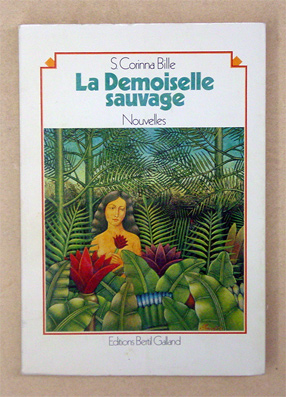 S. Corinna Bille
La Demoiselle
sauvage
Nouvelles
Editions Bertil Galland